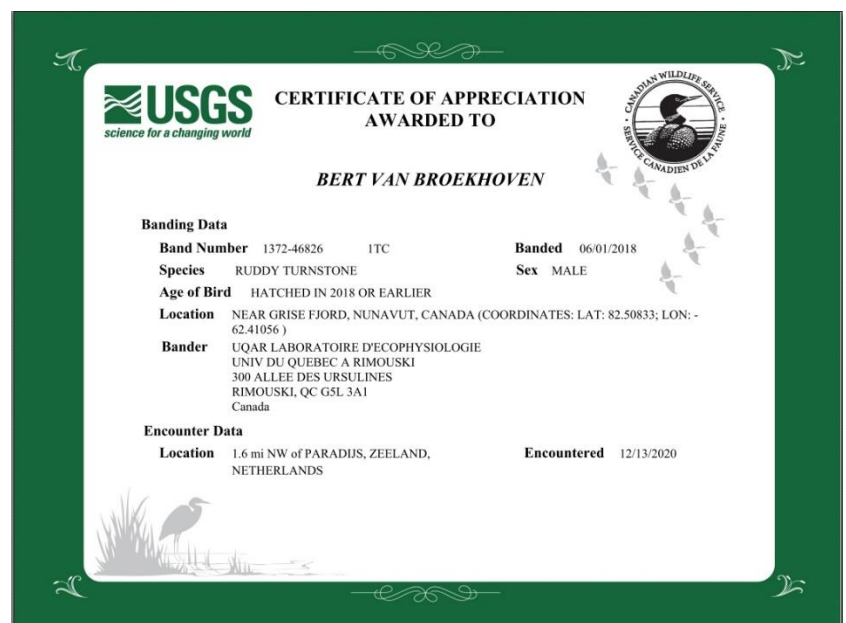 USGS
science for a changing world
CERTIFICATE OF APPRECIATION
AWARDED TO
CANADIAN WILDLIFE SERVICE
SERVICE CANADIEN DE LA FAUNE
BERT VAN BROEKHOVEN
Banding Data
Band Number 1372-46826 1TC Banded 06/01/2018
Species RUDDY TURNSTONE Sex MALE
Age of Bird HATCHED IN 2018 OR EARLIER
Location NEAR GRISE FJORD, NUNAVUT, CANADA (COORDINATES: LAT: 82.50833; LON: -
62.41056 )
Bander UQAR LABORATOIRE D'ECOPHYSIOLOGIE
UNIV DU QUEBEC A RIMOUSKI
300 ALLEE DES URSULINES
RIMOUSKI, QC G5L 3A1
Canada
Encounter Data
Location 1.6 mi NW of PARADIJS, ZEELAND, Encountered 12/13/2020
NETHERLANDS